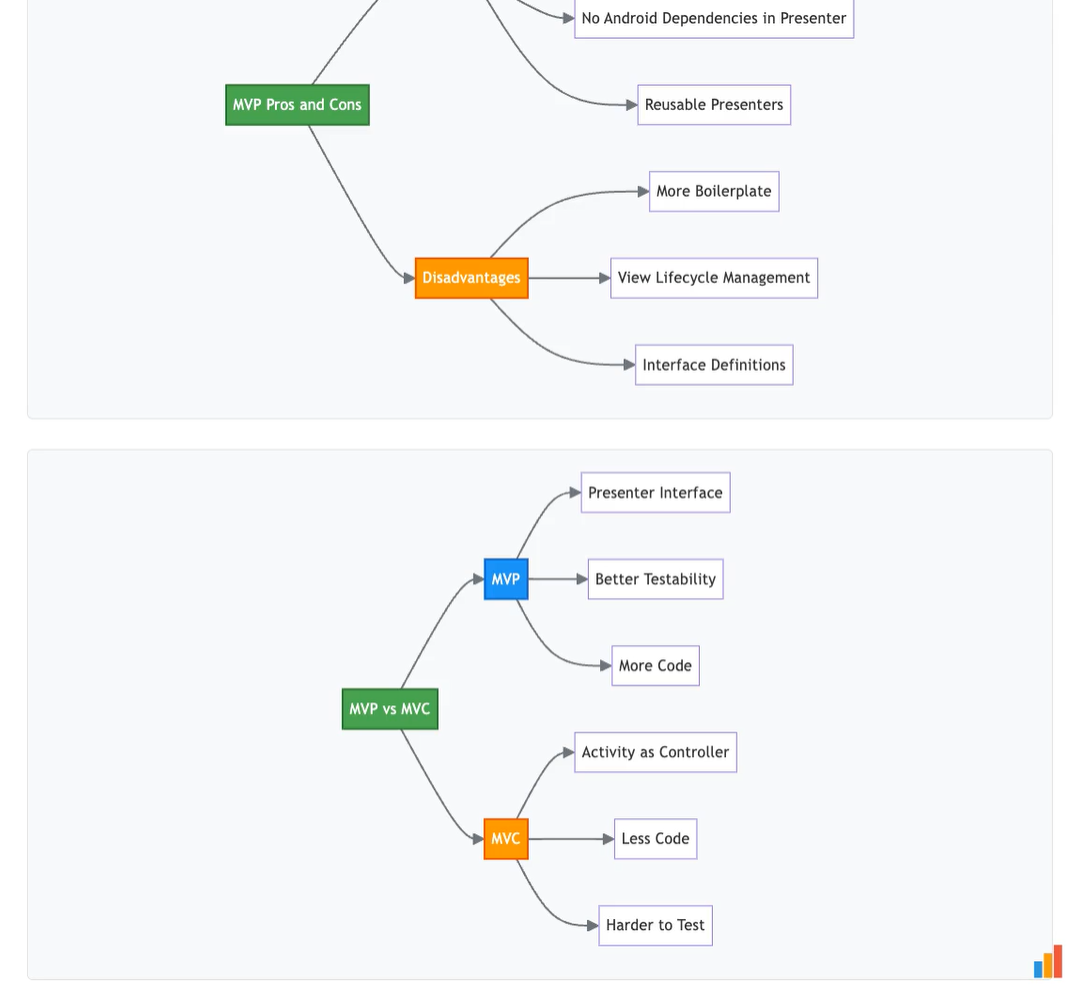 No Android Dependencies in Presenter
MVP Pros and Cons
Reusable Presenters
More Boilerplate
Disadvantages
View Lifecycle Management
Interface Definitions
Presenter Interface
MVP
Better Testability
More Code
MVP vs MVC
Activity as Controller
MVC
Less Code
Harder to Test